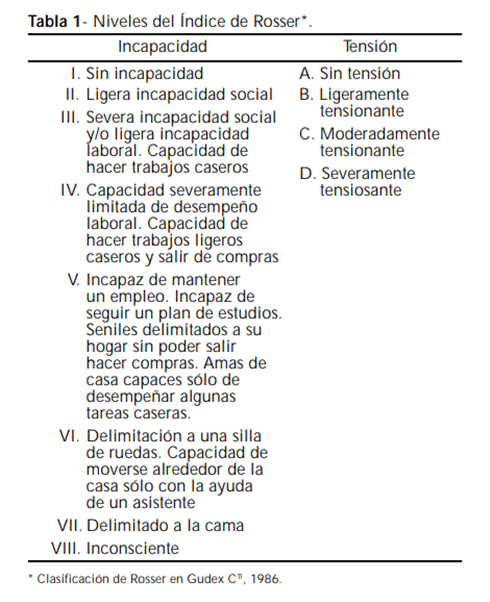 Tabla 1- Niveles del Índice de Rosser*.
Incapacidad
Tensión
I. Sin incapacidad
II. Ligera incapacidad social
III. Severa incapacidad social
y/o ligera incapacidad
laboral. Capacidad de
hacer trabajos caseros
IV. Capacidad severamente
limitada de desempeño
laboral. Capacidad de
hacer trabajos ligeros
caseros y salir de compras
V. Incapaz de mantener
un empleo. Incapaz de
seguir un plan de estudios.
Seniles delimitados a su
hogar sin poder salir
hacer compras. Amas de
casa capaces sólo de
desempeñar algunas
tareas caseras.
VI. Delimitación a una silla
de ruedas. Capacidad de
moverse alrededor de la
casa sólo con la ayuda
de un asistente
VII. Delimitado a la cama
VIII. Inconsciente
A. Sin tensión
B. Ligeramente
tensionante
C. Moderadamente
tensionante
D. Severamente
tensiosante
* Clasificación de Rosser en Gudex C¹¹, 1986.